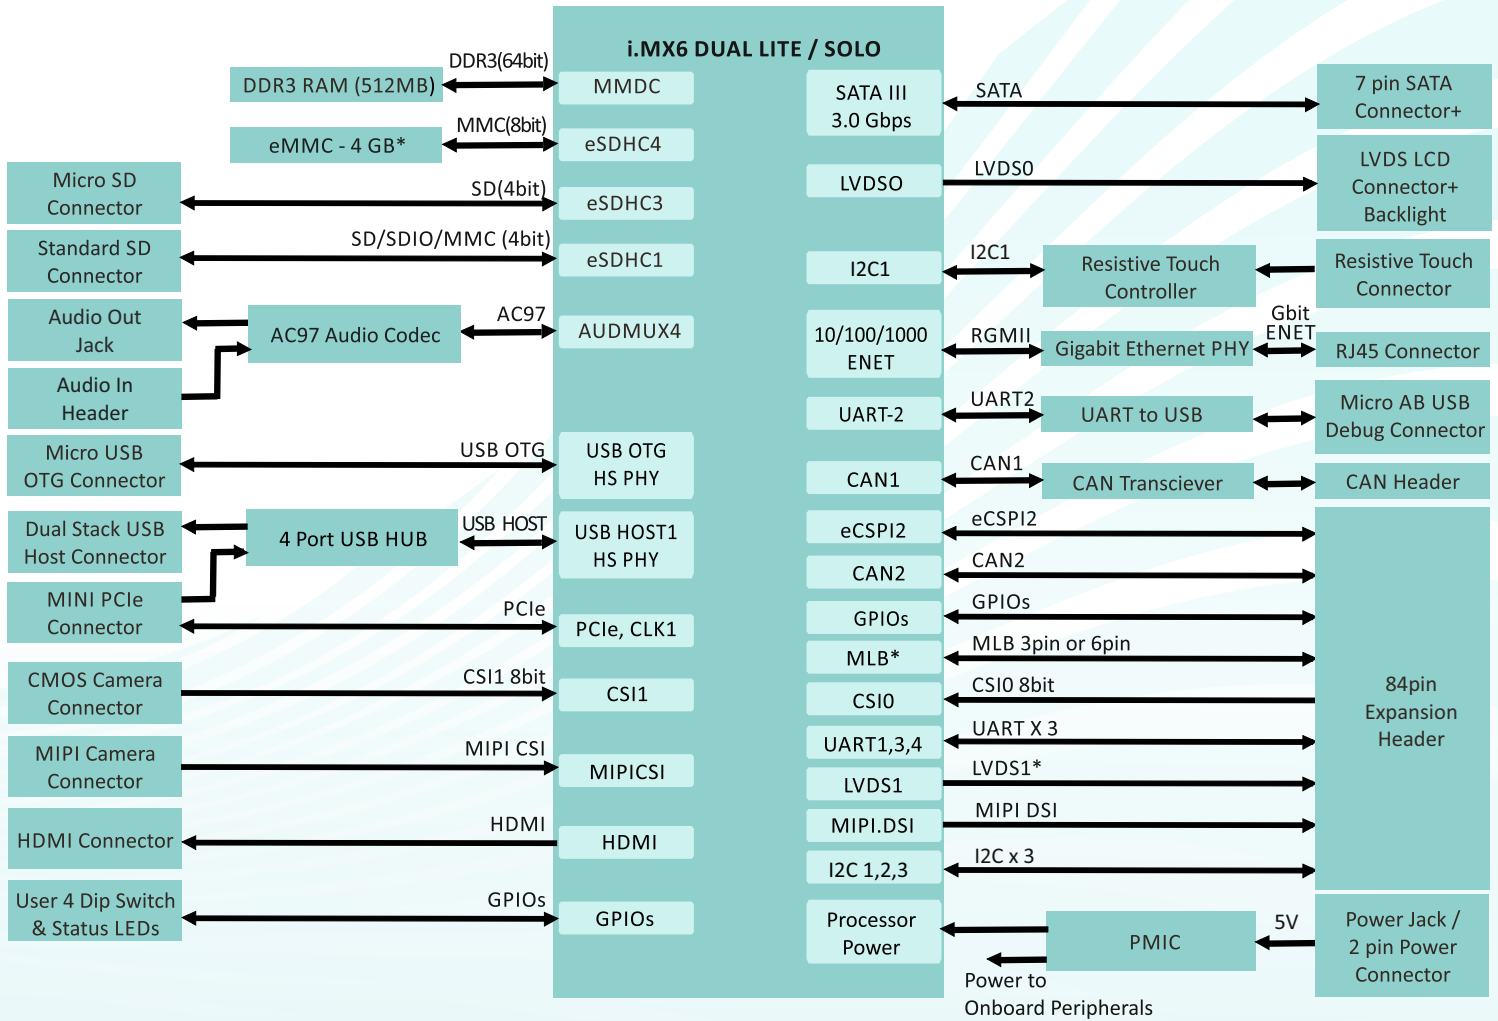 i.MX6 DUAL LITE / SOLO
DDR3 RAM (512MB)
DDR3(64bit)
MMDC
eMMC - 4 GB*
MMC(8bit)
eSDHC4
Micro SD
Connector
SD(4bit)
eSDHC3
Standard SD
Connector
SD/SDIO/MMC (4bit)
eSDHC1
Audio Out
Jack
AC97 Audio Codec
AC97
AUDMUX4
Audio In
Header
Micro USB
OTG Connector
USB OTG
USB OTG
HS PHY
Dual Stack USB
Host Connector
4 Port USB HUB
USB HOST
USB HOST1
HS PHY
MINI PCIe
Connector
PCIe
PCIe, CLK1
CMOS Camera
Connector
CSI1 8bit
CSI1
MIPI Camera
Connector
MIPI CSI
MIPICSI
HDMI Connector
HDMI
HDMI
User 4 Dip Switch
& Status LEDs
GPIOs
GPIOs
SATA III
3.0 Gbps
SATA
7 pin SATA
Connector+
LVDSO
LVDS0
LVDS LCD
Connector+
Backlight
I2C1
I2C1
Resistive Touch
Controller
Resistive Touch
Connector
10/100/1000
ENET
RGMII
Gigabit Ethernet PHY
Gbit
ENET
RJ45 Connector
UART-2
UART2
UART to USB
Micro AB USB
Debug Connector
CAN1
CAN1
CAN Transciever
CAN Header
eCSPI2
eCSPI2
CAN2
CAN2
GPIOs
GPIOs
MLB*
MLB 3pin or 6pin
CSI0
CSI0 8bit
UART1,3,4
UART X 3
LVDS1
LVDS1*
MIPI.DSI
MIPI DSI
I2C 1,2,3
I2C x 3
84pin
Expansion
Header
Processor
Power
PMIC
5V
Power Jack /
2 pin Power
Connector
Power to
Onboard Peripherals